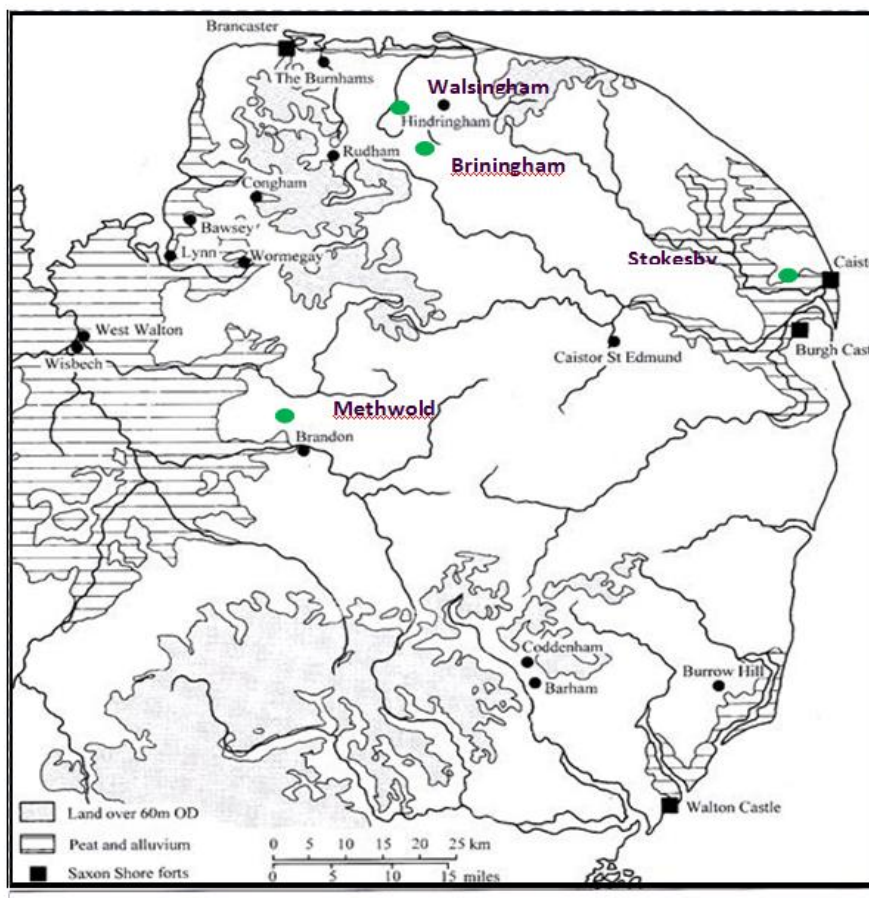 Brancaster
The Burnhams
Walsingham
Hindringham
Rudham
Briningham
Congham
Bawsey
Lynn
Wormegay
Stokesby
Caist
West Walton
Wisbech
Caistor St Edmund
Burgh Cast
Methwold
Brandon
Coddenham
Barham
Burrow Hill
Walton Castle
Land over 60m OD
Peat and alluvium
Saxon Shore forts
0 5 10 15 20 25 km
0 5 10 15 miles